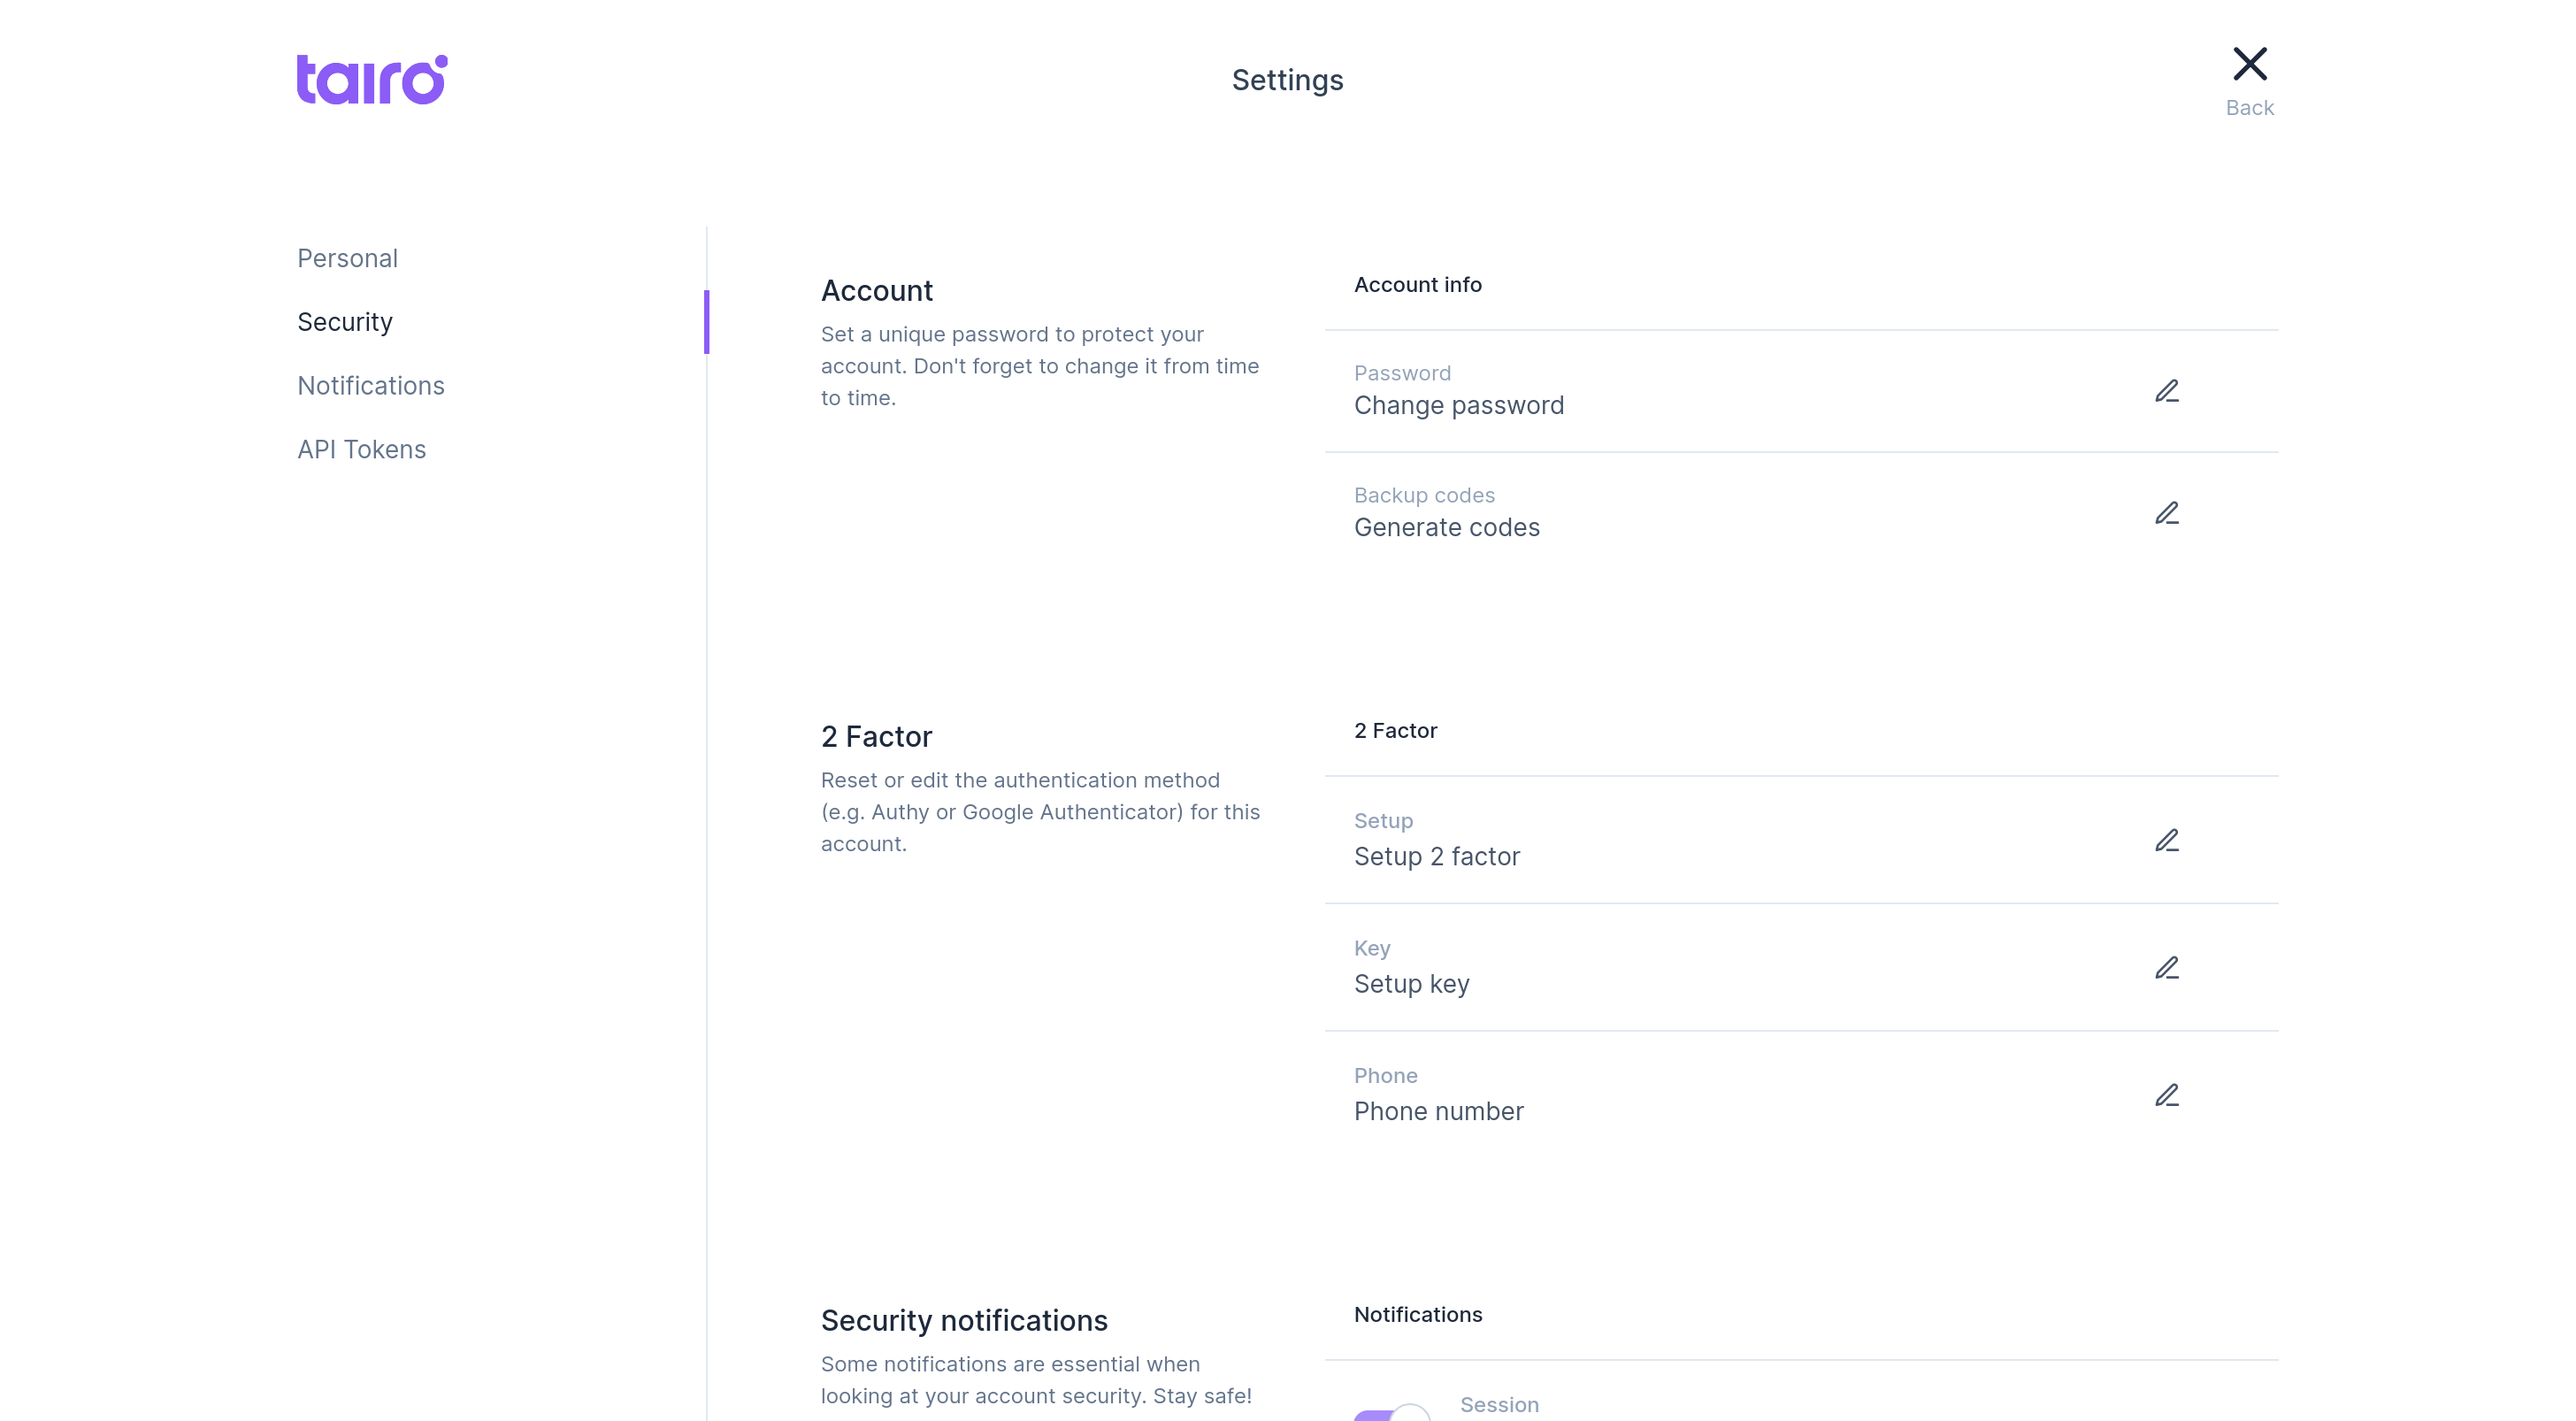 tairo
Settings
Back
Personal
Security
Notifications
API Tokens
Account
Set a unique password to protect your
account. Don't forget to change it from time
to time.
Account info
Password
Change password
Backup codes
Generate codes
2 Factor
Reset or edit the authentication method
(e.g. Authy or Google Authenticator) for this
account.
2 Factor
Setup
Setup 2 factor
Key
Setup key
Phone
Phone number
Security notifications
Some notifications are essential when
looking at your account security. Stay safe!
Notifications
Session